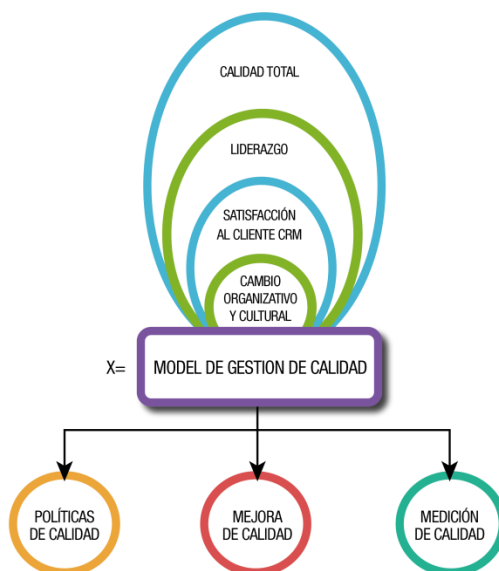 CALIDAD TOTAL
LIDERAZGO
SATISFACCIÓN
AL CLIENTE CRM
CAMBIO
ORGANIZATIVO
Y CULTURAL
X= MODEL DE GESTION DE CALIDAD
POLÍTICAS
DE CALIDAD
MEJORA
DE CALIDAD
MEDICIÓN
DE CALIDAD